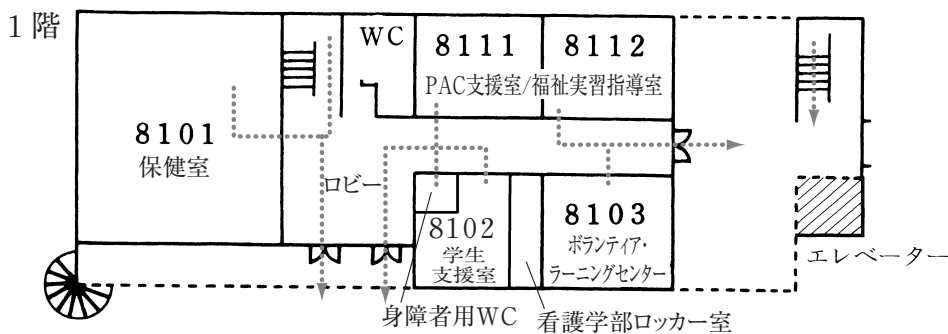 1階
WC
8111
8112
PAC支援室/福祉実習指導室
8101
保健室
ロビー
8102
学生
支援室
8103
ボランティア・
ラーニングセンター
エレベーター
身障者用WC
看護学部ロッカー室